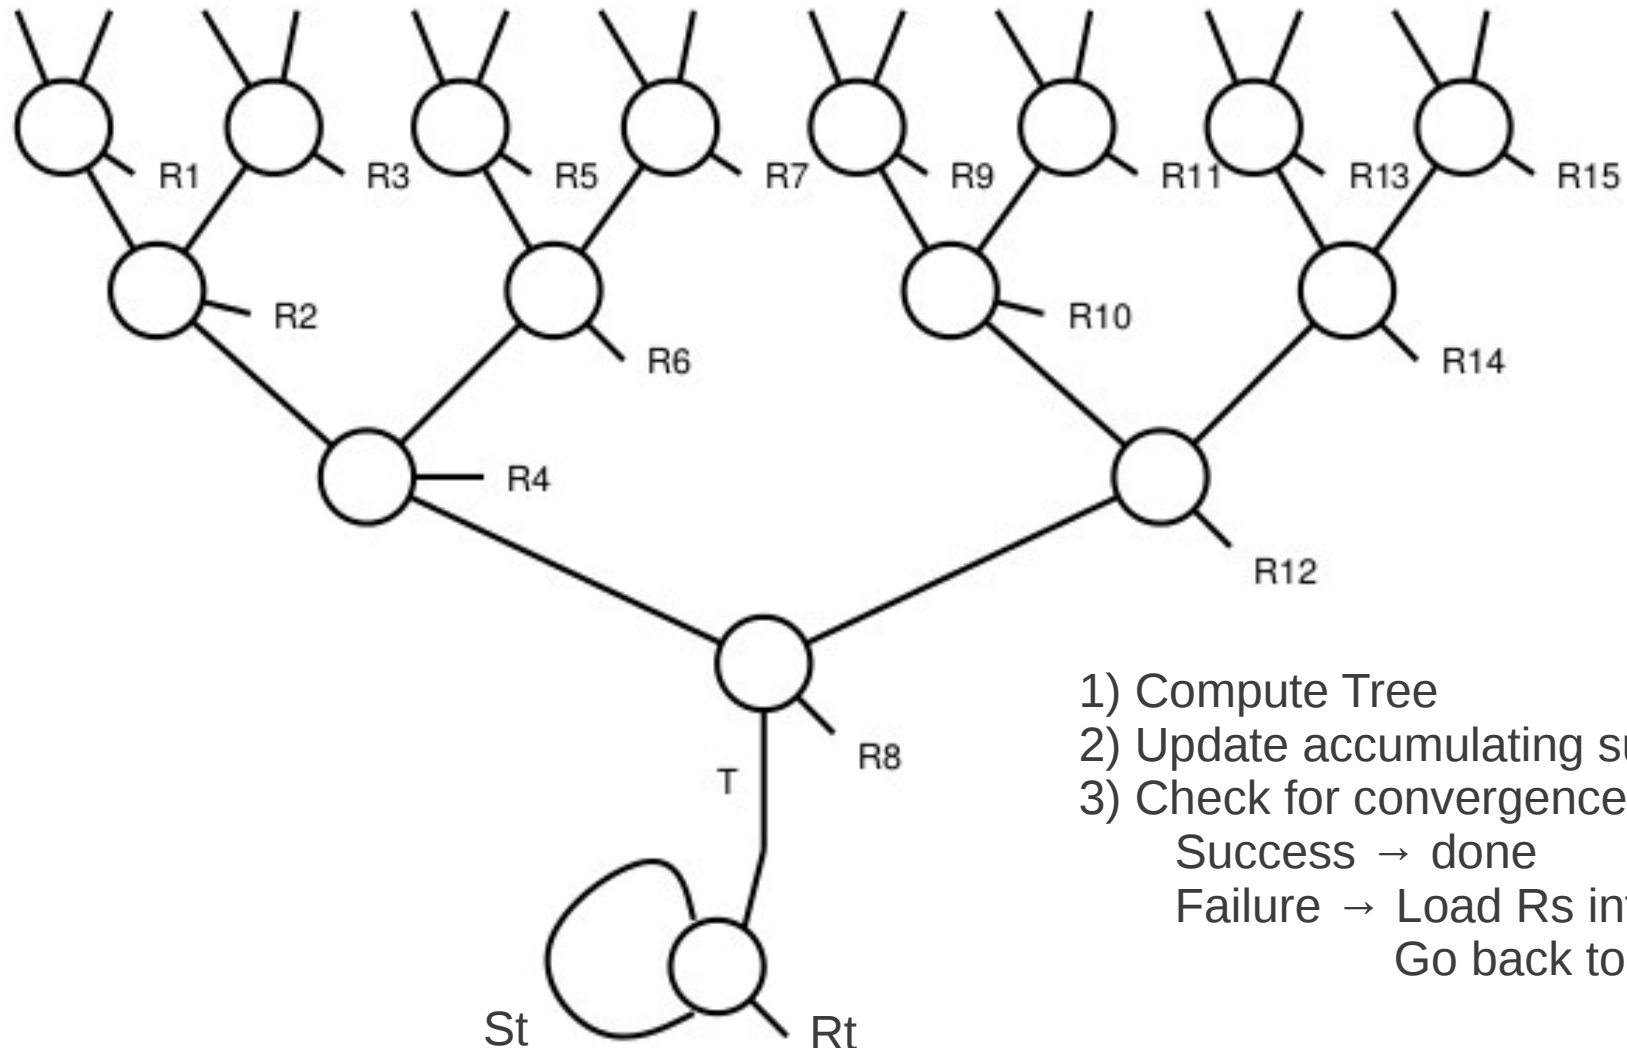 R1 R3 R5 R7 R9 R11 R13 R15
R2 R10
R6 R14
R4
R12
1) Compute Tree
2) Update accumulating
R8
T
3) Check for convergence
Success → done
Failure → Load Rs
Go back to
St Rt